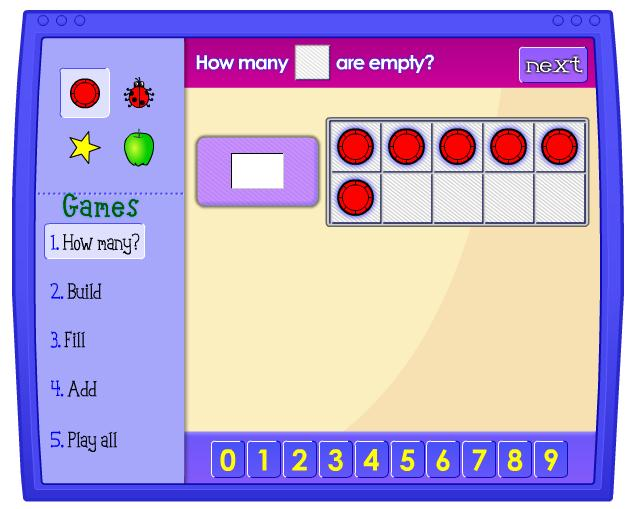 How many are empty?
next
Games
1. How many?
2. Build
3. Fill
4. Add
5. Play all
0 1 2 3 4 5 6 7 8 9